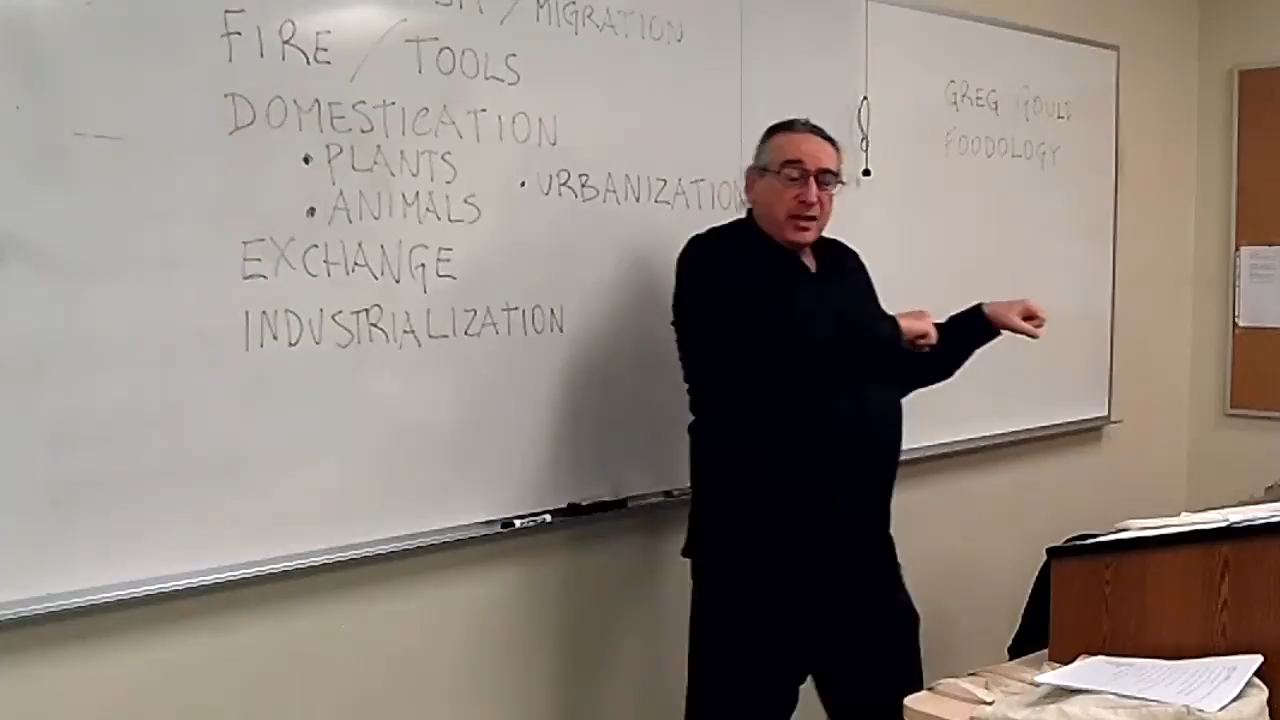 / MIGRATION
FIRE / TOOLS
DOMESTICATION
• PLANTS
• URBANIZATION
• ANIMALS
EXCHANGE
INDUSTRIALIZATION
GREG GOULD
FOODOLOGY